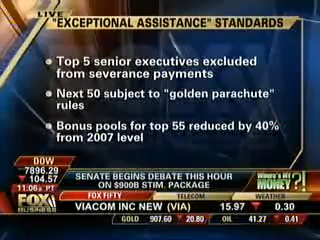 LIVE
"EXCEPTIONAL ASSISTANCE" STANDARDS
Top 5 senior executives excluded
from severance payments
Next 50 subject to "golden parachute"
rules
Bonus pools for top 55 reduced by 40%
from 2007 level
DOW
7896.29
104.57
11:06a PT
FOX
BUSINESS
SENATE BEGINS DEBATE THIS HOUR
ON $900B STIM. PACKAGE
Where's MY
MONEY?!
FOX FIFTY TELECOM WEATHER
VIACOM INC NEW (VIA) 15.97 0.30
GOLD 907.60 20.80 OIL 41.27 0.41